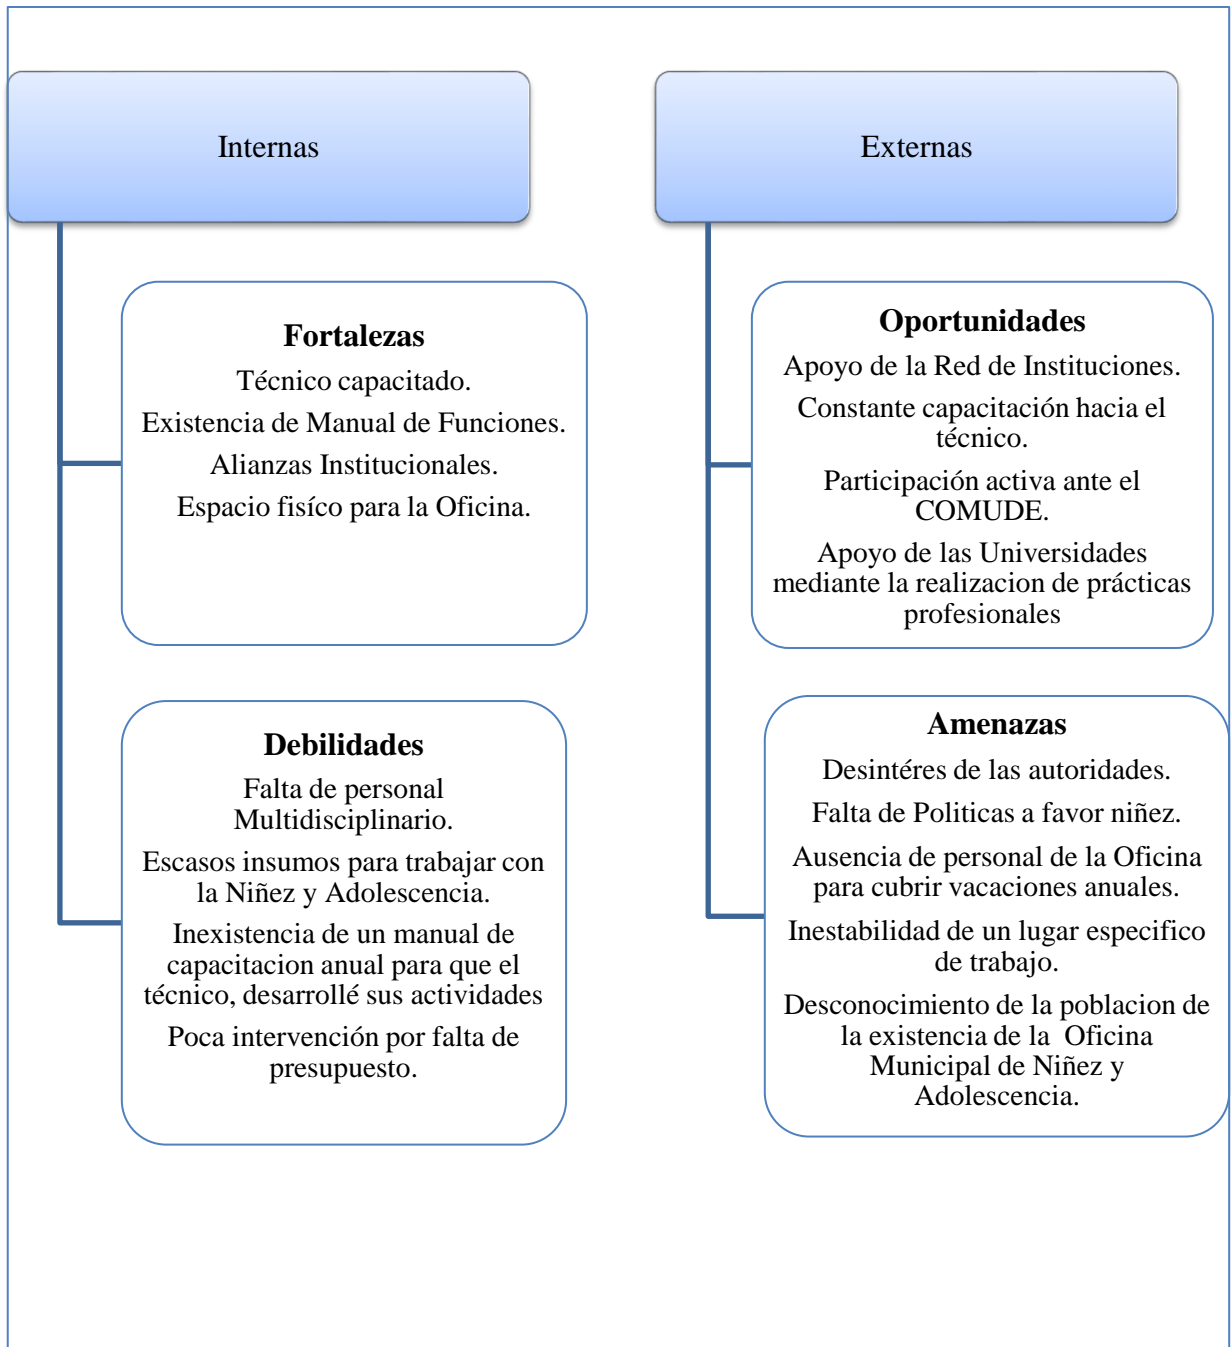 Internas
Fortalezas
Técnico capacitado.
Existencia de Manual de Funciones.
Alianzas Institucionales.
Espacio fisíco para la Oficina.
Debilidades
Falta de personal
Multidisciplinario.
Escasos insumos para trabajar con
la Niñez y Adolescencia.
Inexistencia de un manual de
capacitacion anual para que el
técnico, desarrollé sus actividades
Poca intervención por falta de
presupuesto.
Externas
Oportunidades
Apoyo de la Red de Instituciones.
Constante capacitación hacia el
técnico.
Participación activa ante el
COMUDE.
Apoyo de las Universidades
mediante la realizacion de prácticas
profesionales
Amenazas
Desintéres de las autoridades.
Falta de Politicas a favor niñez.
Ausencia de personal de la Oficina
para cubrir vacaciones anuales.
Inestabilidad de un lugar especifico
de trabajo.
Desconocimiento de la poblacion de
la existencia de la  Oficina
Municipal de Niñez y
Adolescencia.